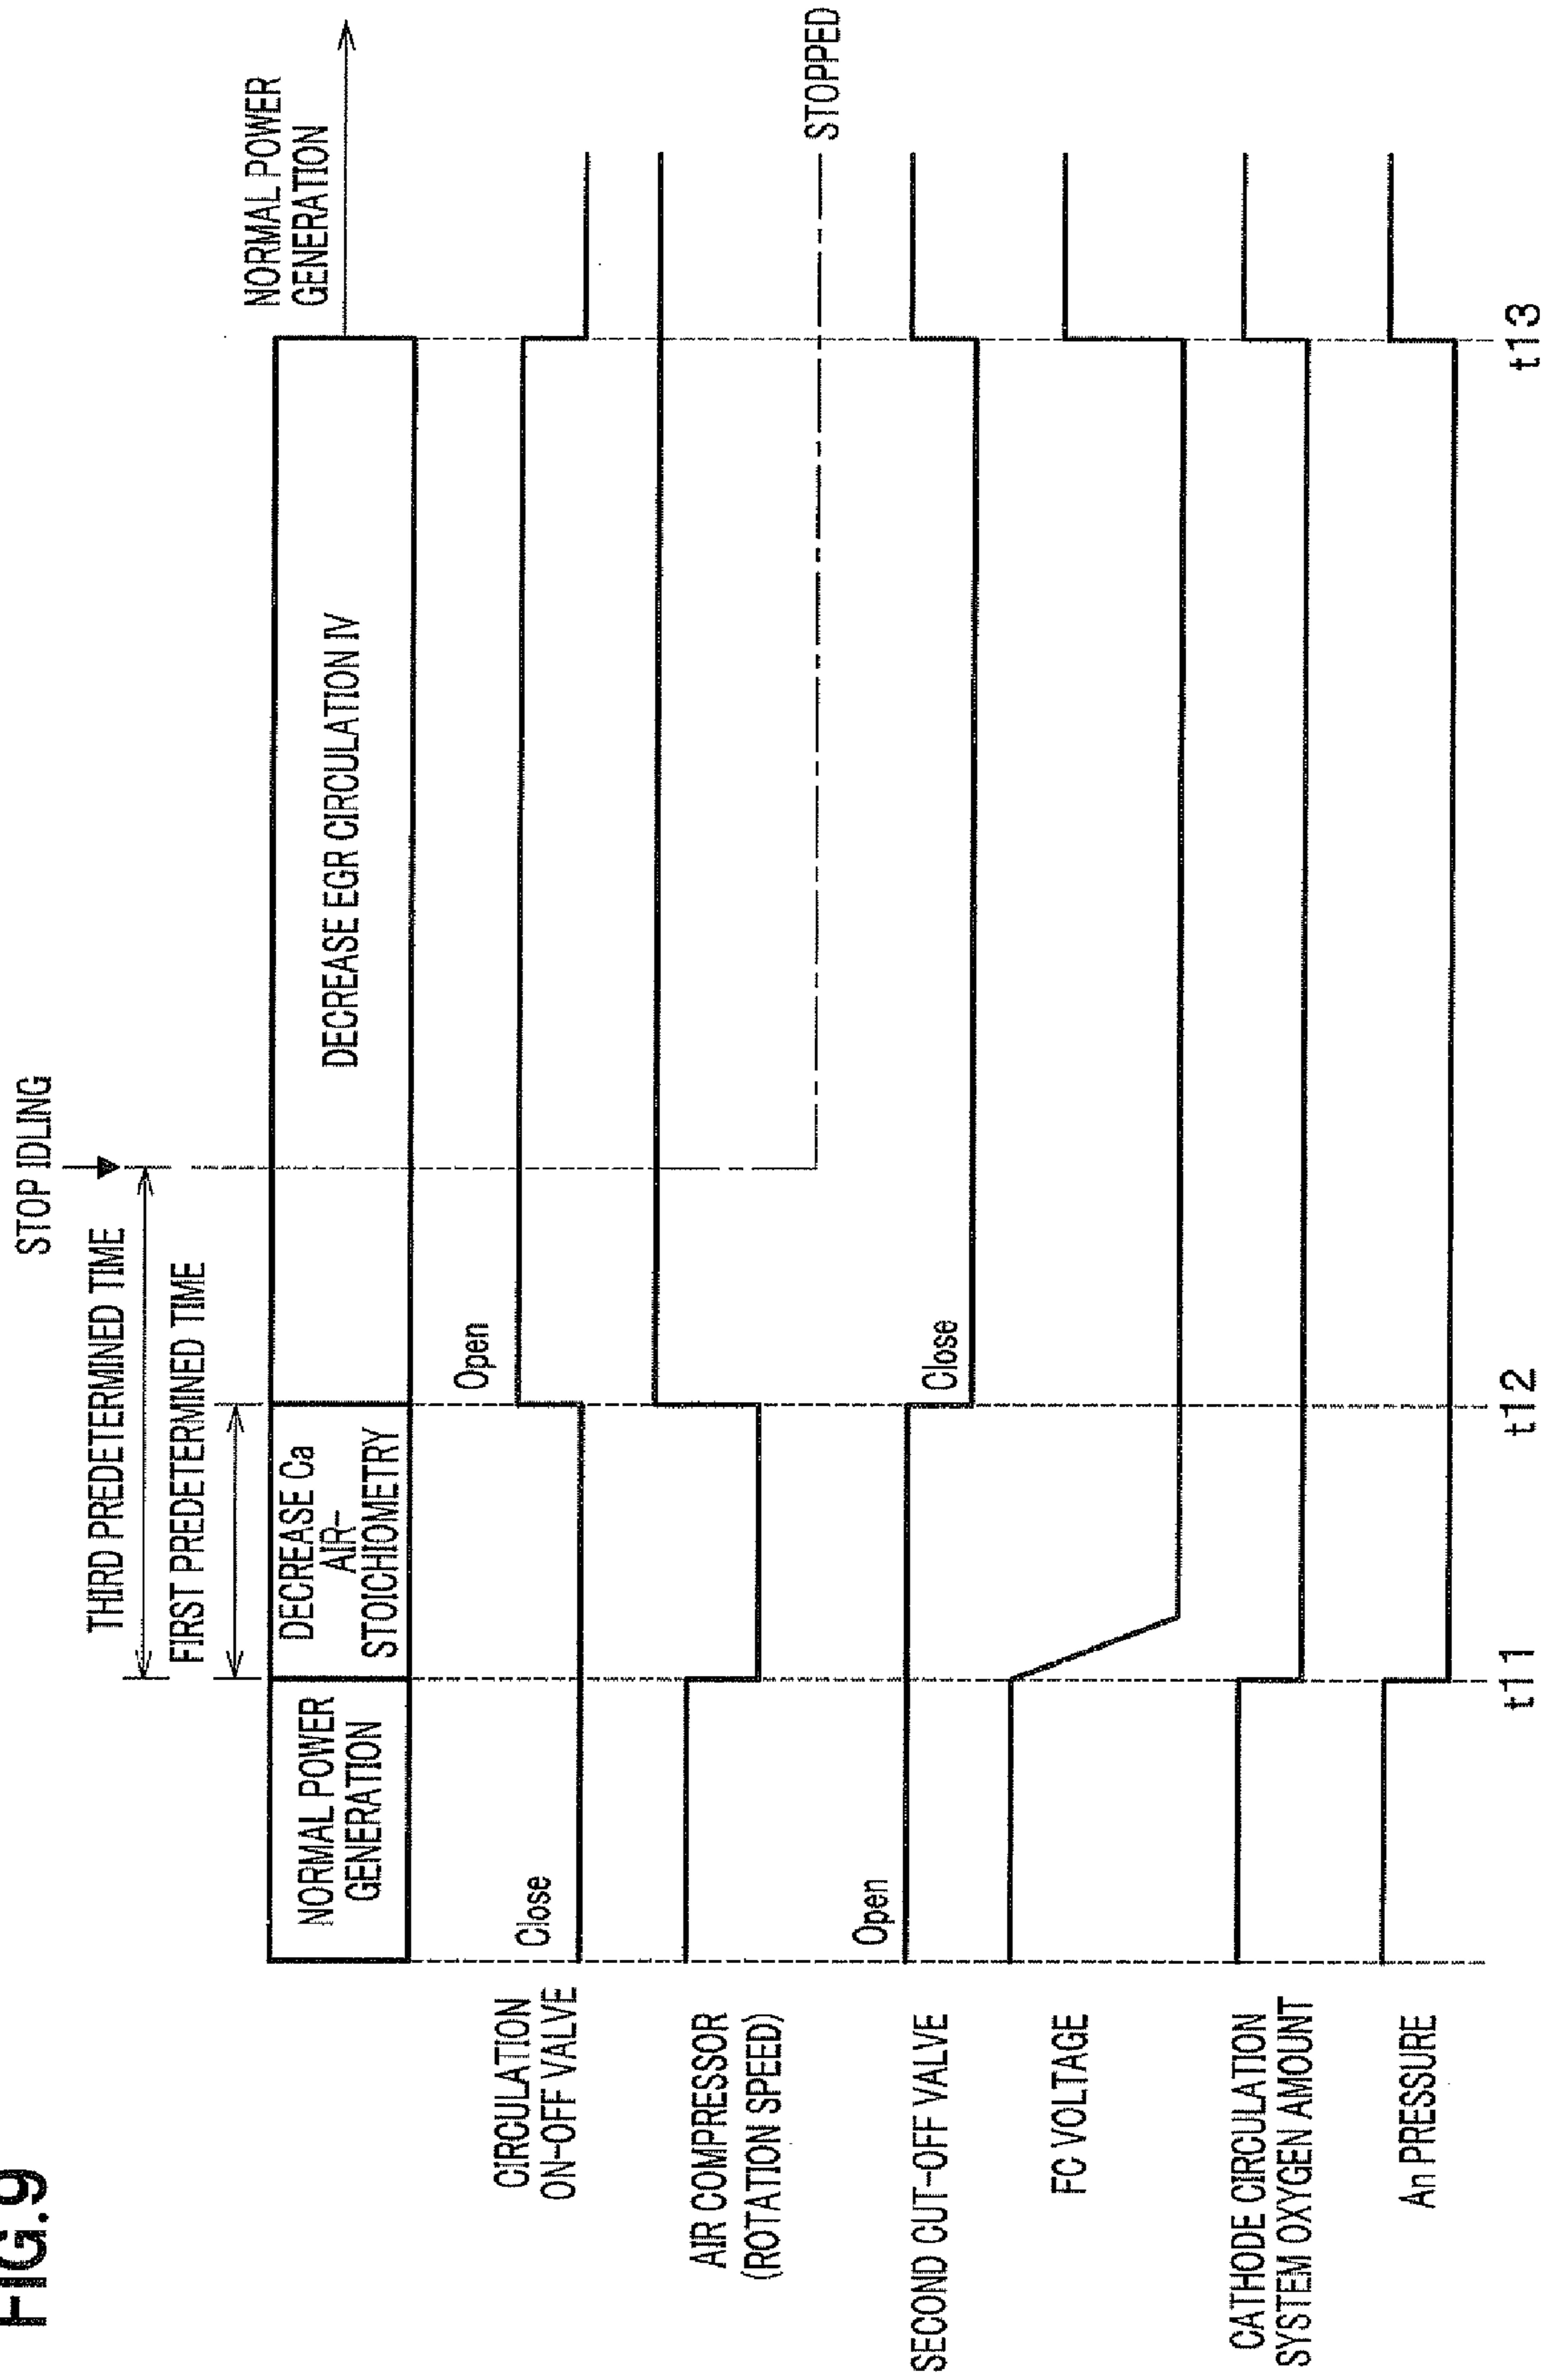 FIG.9
STOP IDLING
THIRD PREDETERMINED TIME
FIRST PREDETERMINED TIME
NORMAL POWER
GENERATION
DECREASE Ca
AIR-
STOICHIOMETRY
DECREASE EGR CIRCULATION IV
NORMAL POWER
GENERATION
CIRCULATION
ON-OFF VALVE
Close
Open
AIR COMPRESSOR
(ROTATION SPEED)
STOPPED
SECOND CUT-OFF VALVE
Open
Close
FC VOLTAGE
CATHODE CIRCULATION
SYSTEM OXYGEN AMOUNT
An PRESSURE
t11
t12
t13